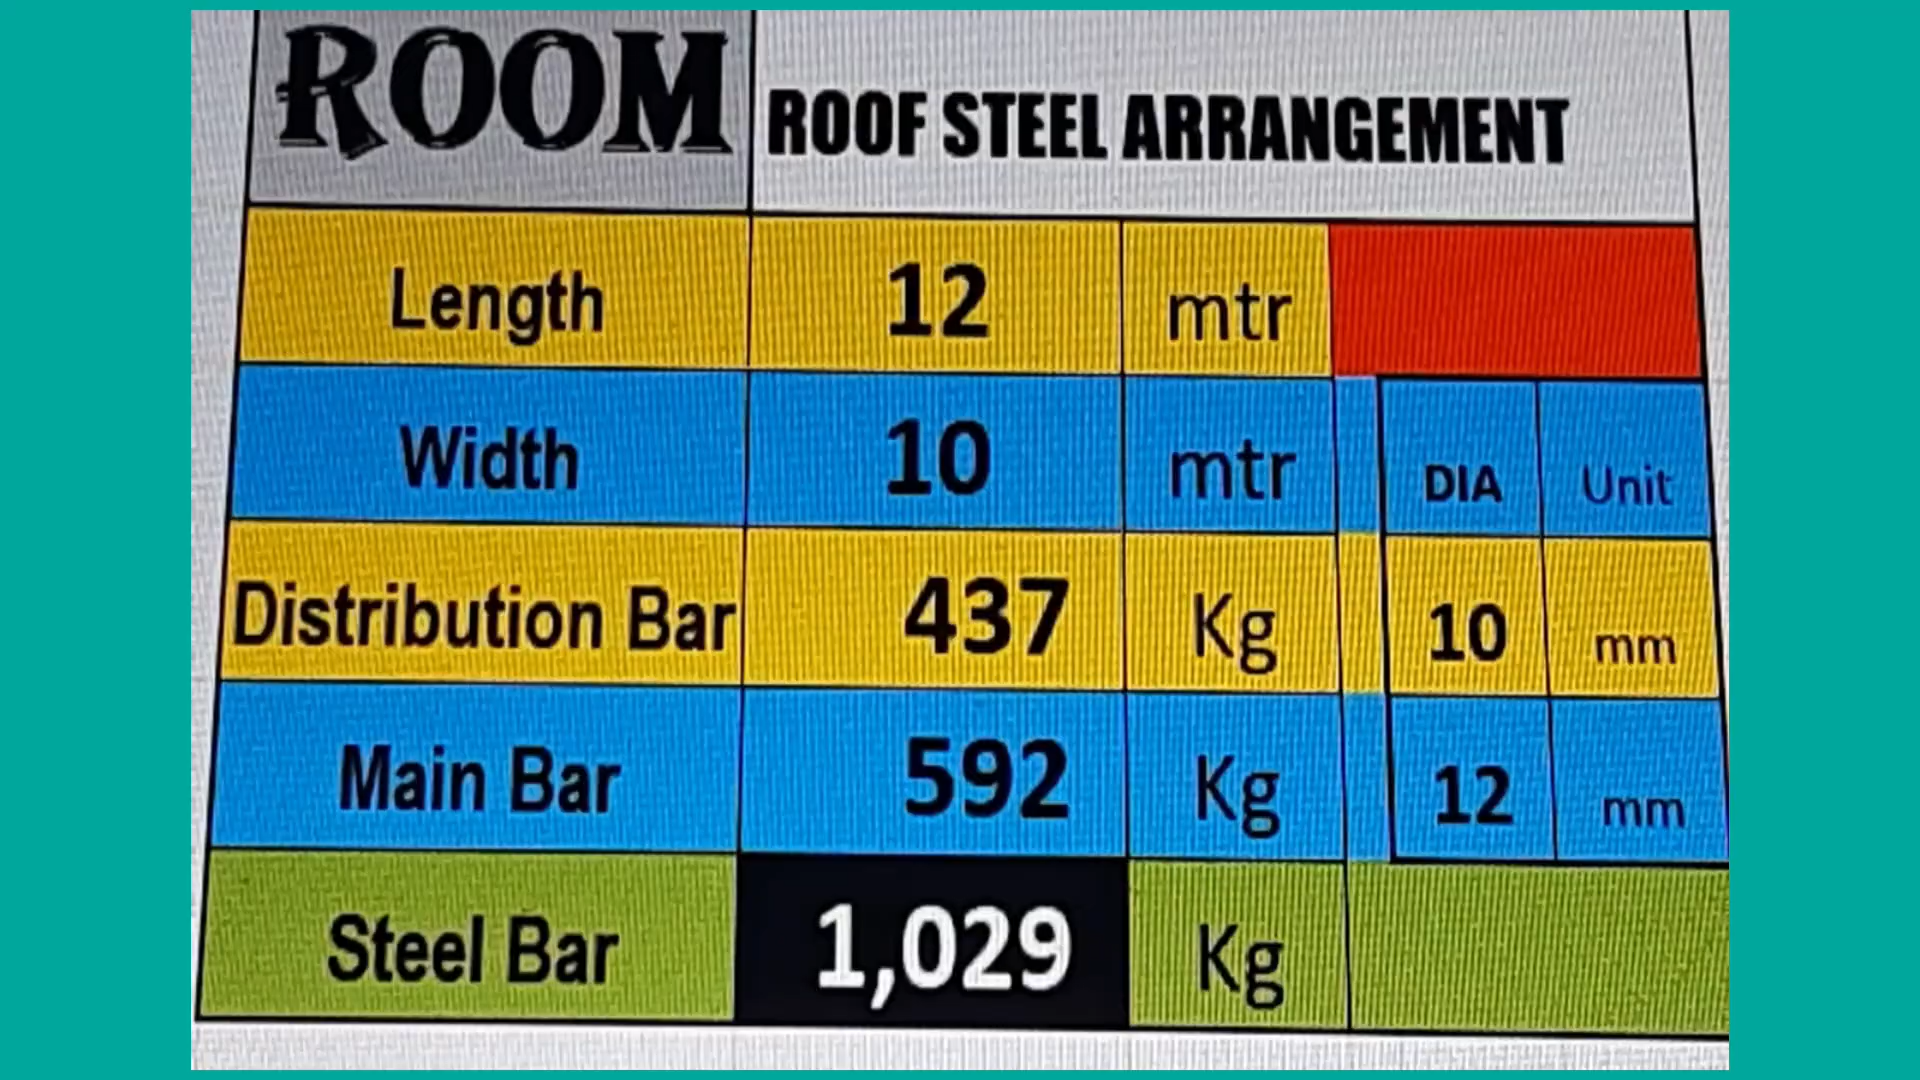 ROOM ROOF STEEL ARRANGEMENT
Length 12 mtr
Width 10 mtr DIA Unit
Distribution Bar 437 Kg 10 mm
Main Bar 592 Kg 12 mm
Steel Bar 1,029 Kg